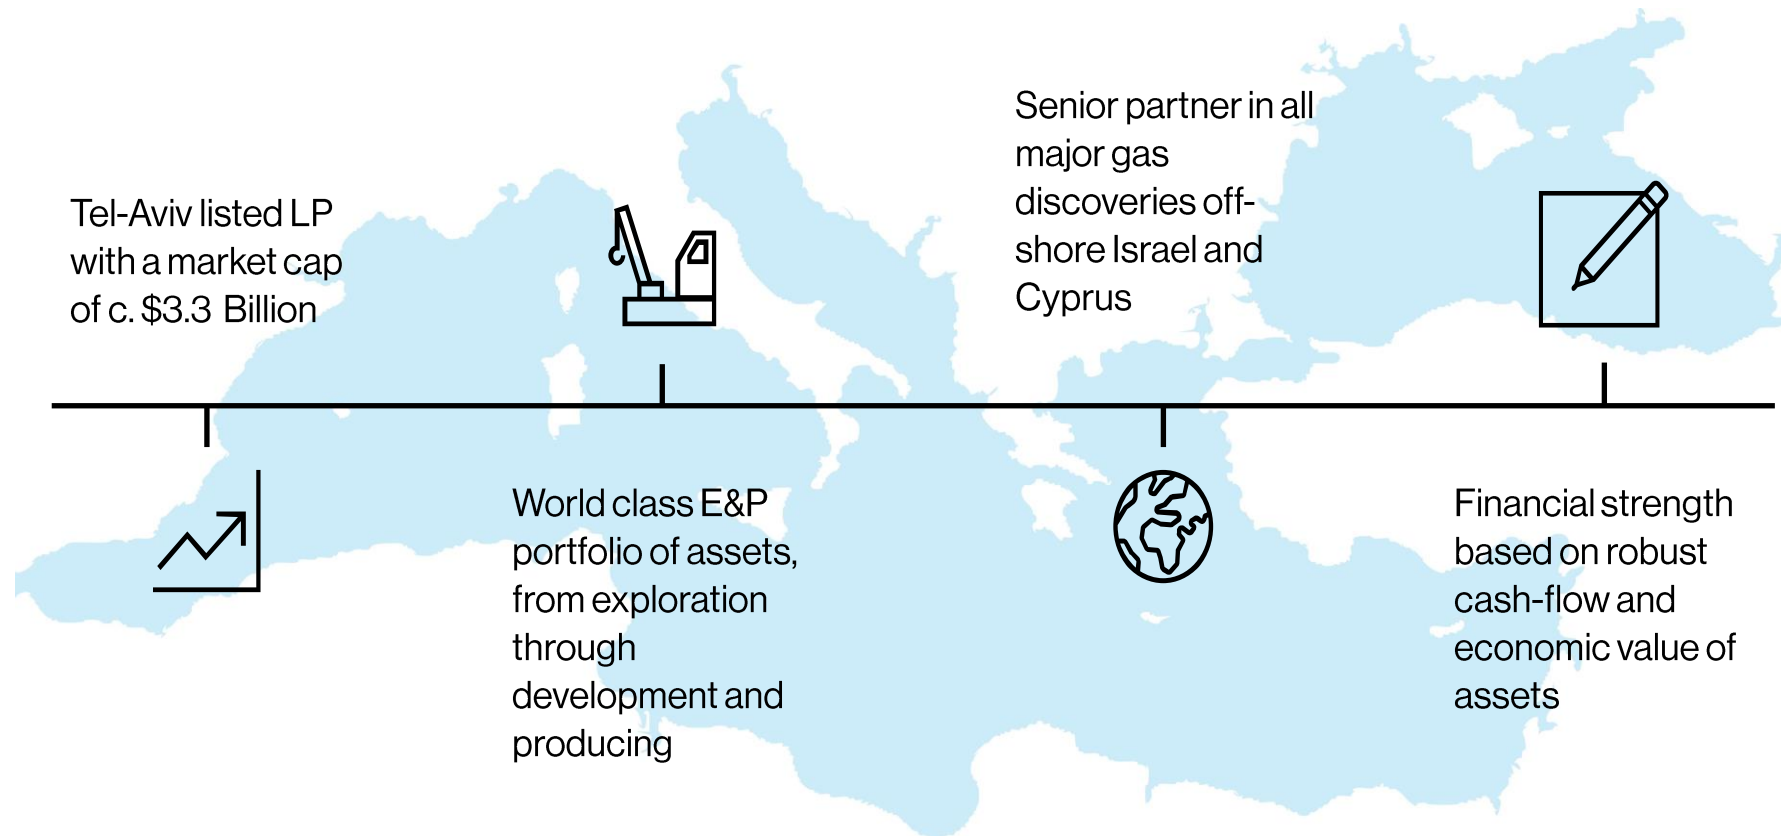 Tel-Aviv listed LP
with a market cap
of c. $3.3 Billion
World class E&P
portfolio of assets,
from exploration
through
development and
producing
Senior partner in all
major gas
discoveries off-
shore Israel and
Cyprus
Financial strength
based on robust
cash-flow and
economic value of
assets